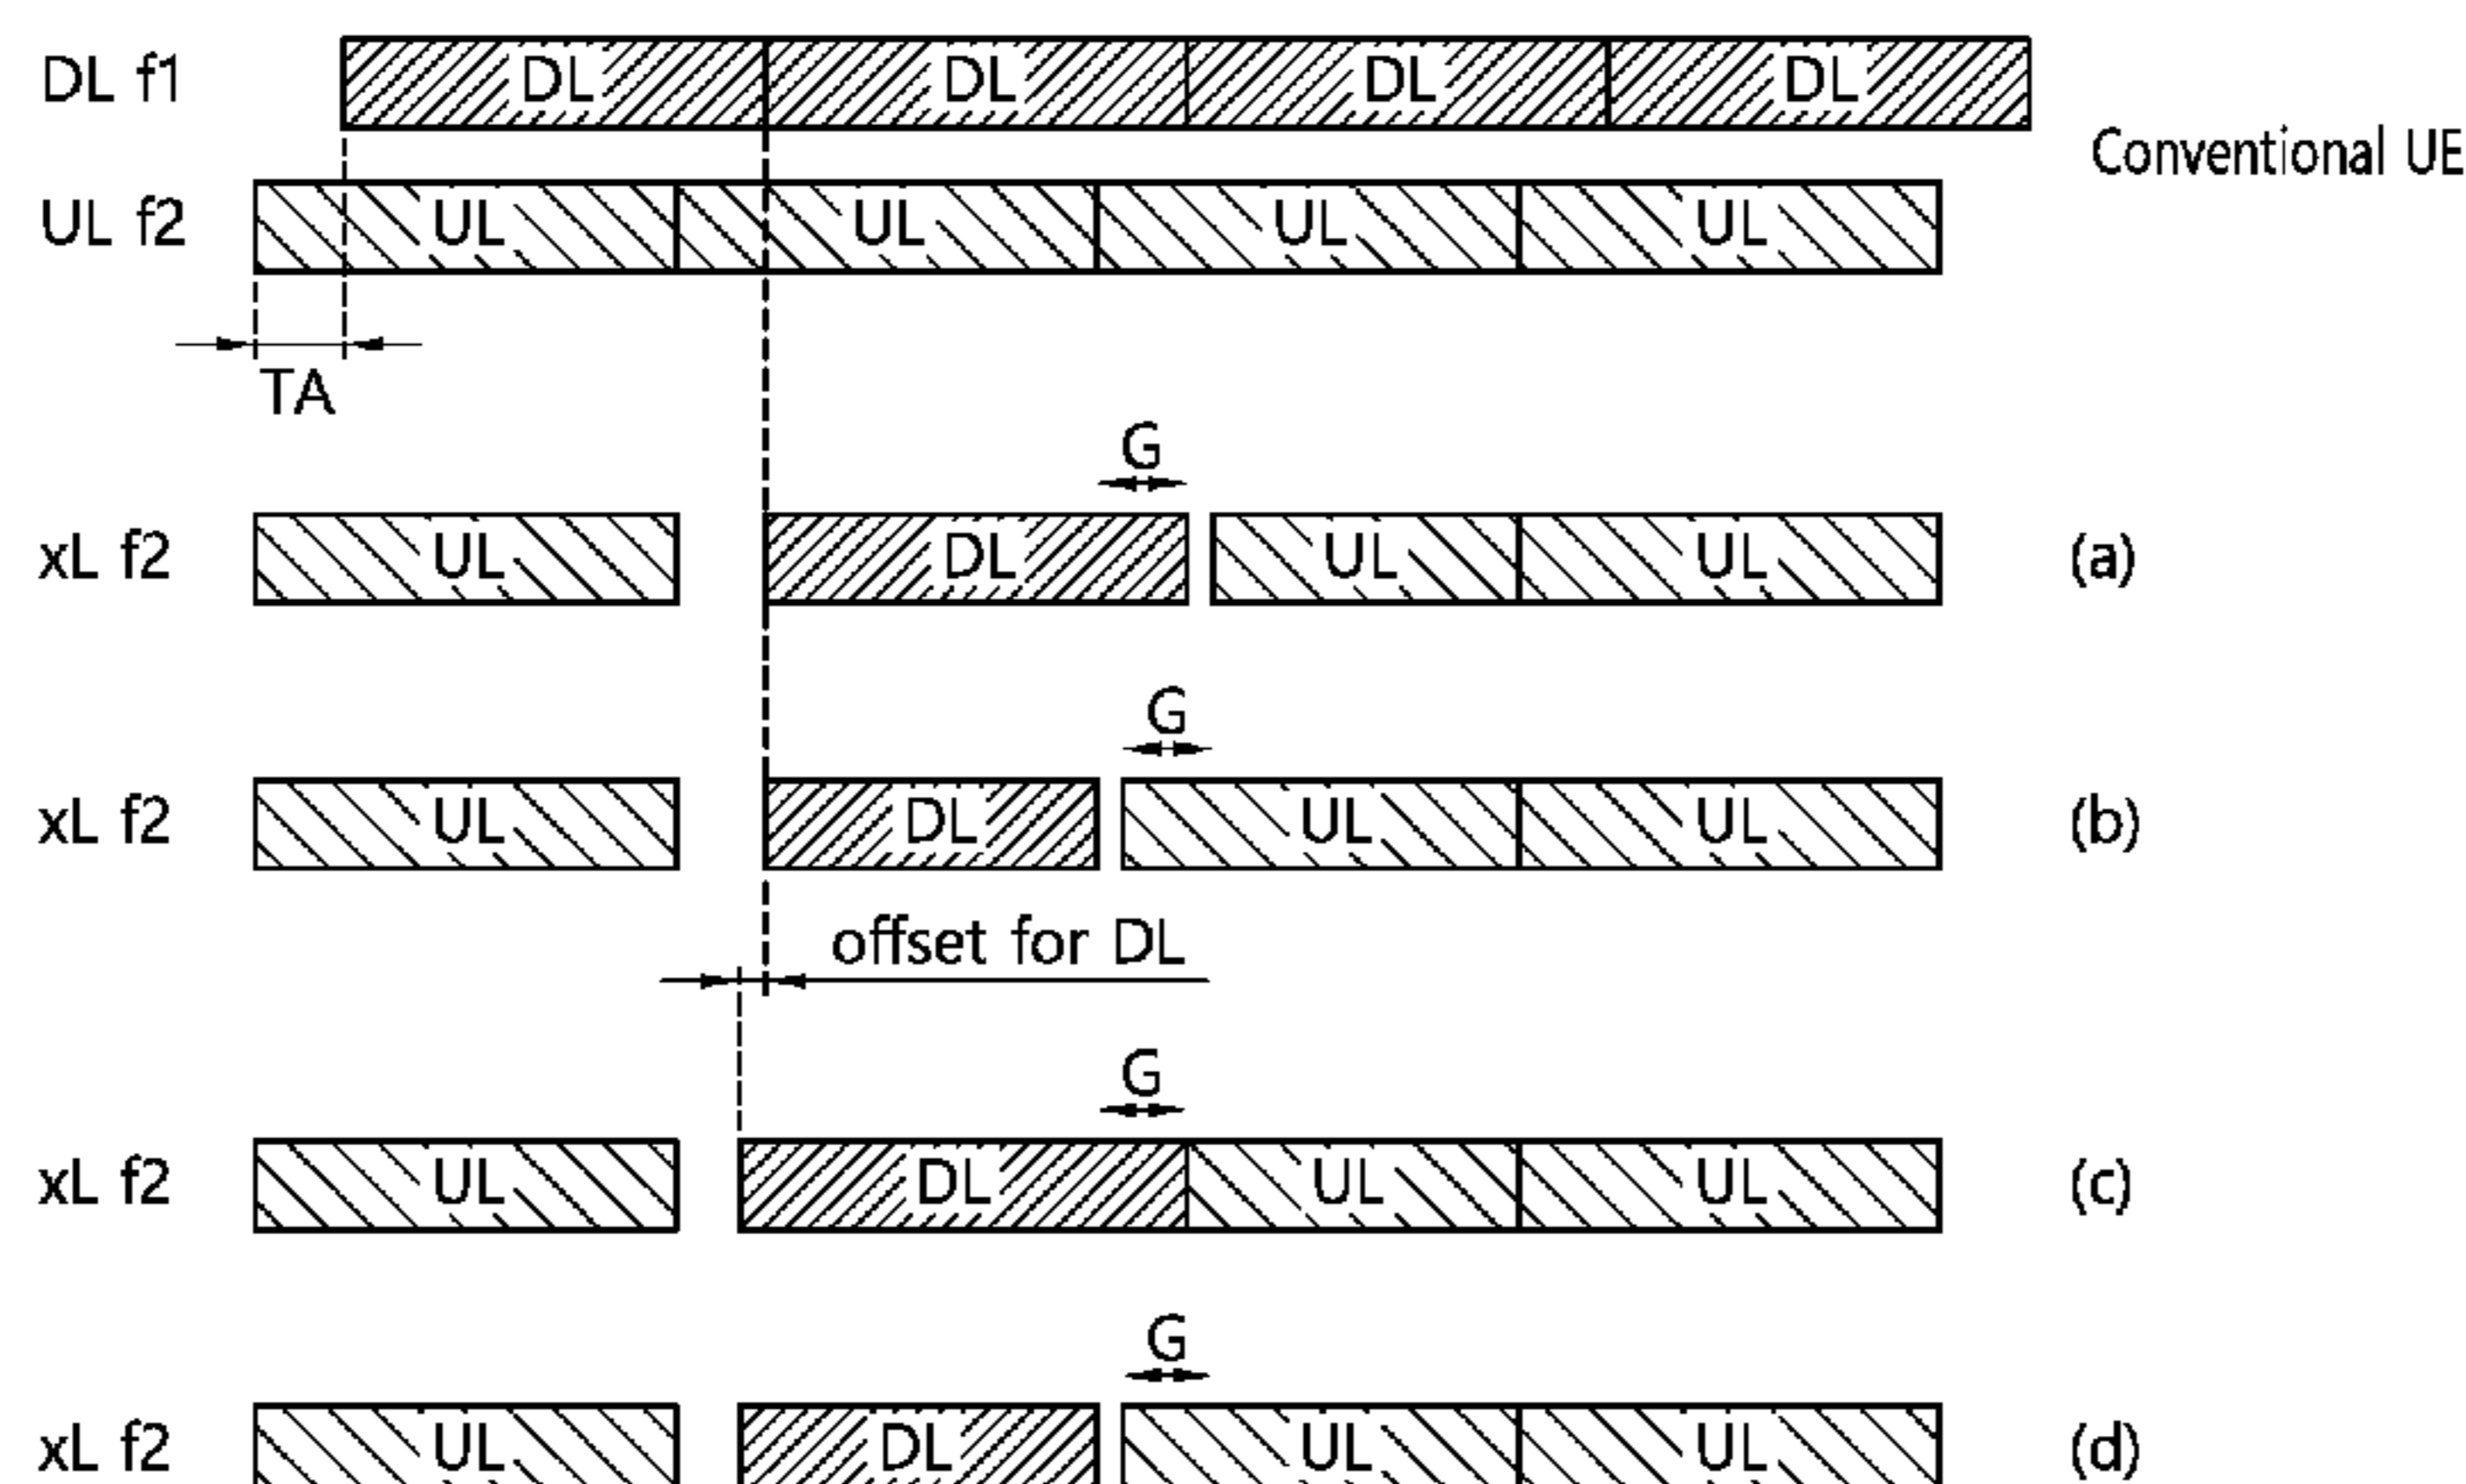 DL f1 DL DL DL DL
Conventional UE
UL f2 UL UL UL UL
TA
G
xL f2 UL DL UL UL (a)
G
xL f2 UL DL UL UL (b)
offset for DL
G
xL f2 UL DL UL UL (c)
G
xL f2 UL DL UL UL (d)